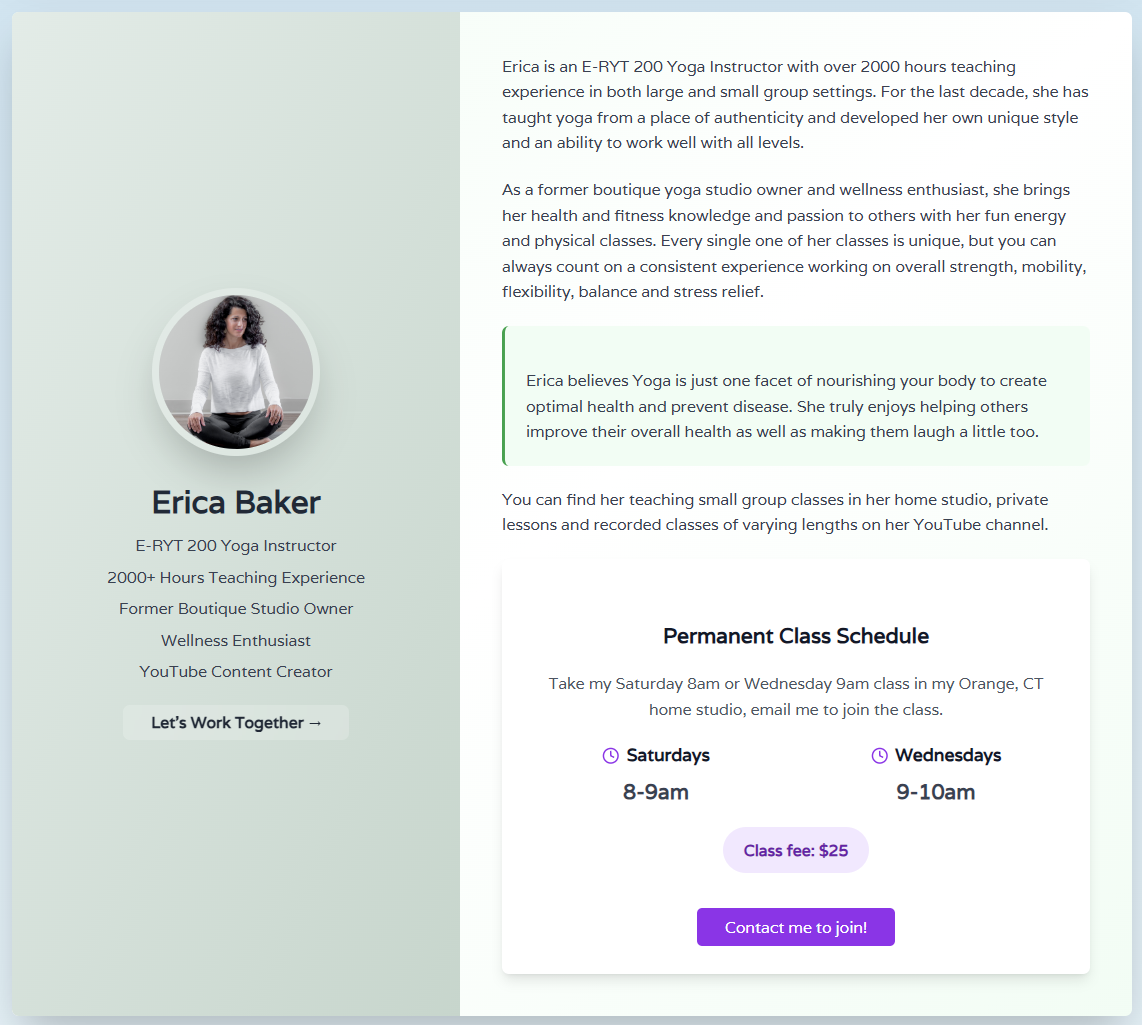 Erica Baker
E-RYT 200 Yoga Instructor
2000+ Hours Teaching Experience
Former Boutique Studio Owner
Wellness Enthusiast
YouTube Content Creator
Let's Work Together →
Erica is an E-RYT 200 Yoga Instructor with over 2000 hours teaching
experience in both large and small group settings. For the last decade, she has
taught yoga from a place of authenticity and developed her own unique style
and an ability to work well with all levels.
As a former boutique yoga studio owner and wellness enthusiast, she brings
her health and fitness knowledge and passion to others with her fun energy
and physical classes. Every single one of her classes is unique, but you can
always count on a consistent experience working on overall strength, mobility,
flexibility, balance and stress relief.
Erica believes Yoga is just one facet of nourishing your body to create
optimal health and prevent disease. She truly enjoys helping others
improve their overall health as well as making them laugh a little too.
You can find her teaching small group classes in her home studio, private
lessons and recorded classes of varying lengths on her YouTube channel.
Permanent Class Schedule
Take my Saturday 8am or Wednesday 9am class in my Orange, CT
home studio, email me to join the class.
Saturdays
8-9am
Wednesdays
9-10am
Class fee: $25
Contact me to join!